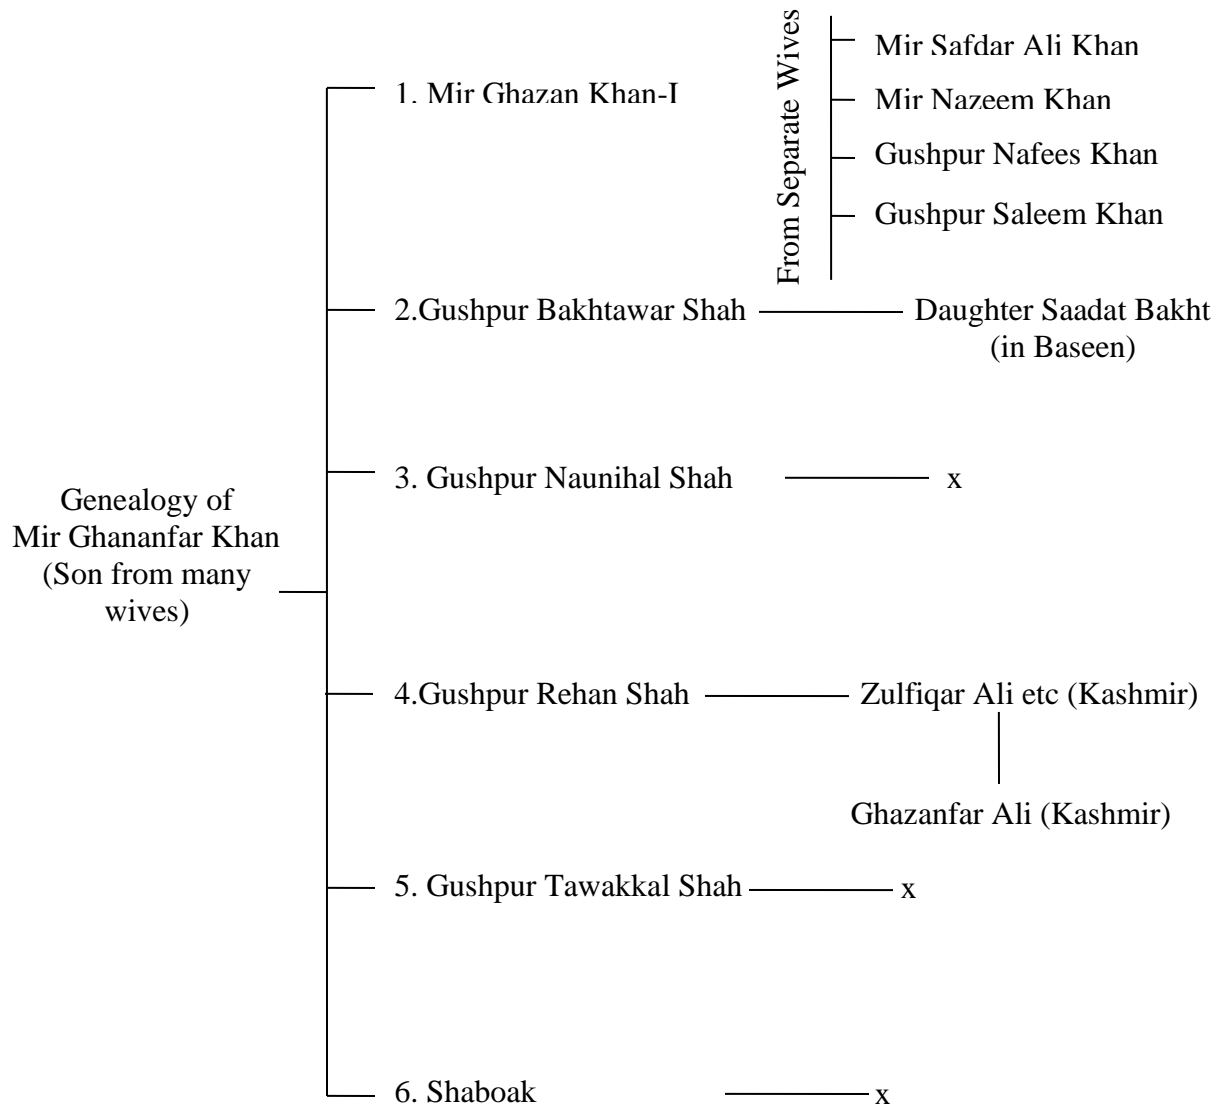 Genealogy of
Mir Ghananfar Khan
(Son from many
wives)
1. Mir Ghazan Khan-I
From Separate Wives
Mir Safdar Ali Khan
Mir Nazeem Khan
Gushpur Nafees Khan
Gushpur Saleem Khan
2.Gushpur Bakhtawar Shah
Daughter Saadat Bakht
(in Baseen)
3. Gushpur Naunihal Shah
x
4.Gushpur Rehan Shah
Zulfiqar Ali etc (Kashmir)
Ghazanfar Ali (Kashmir)
5. Gushpur Tawakkal Shah
x
6. Shaboak
x